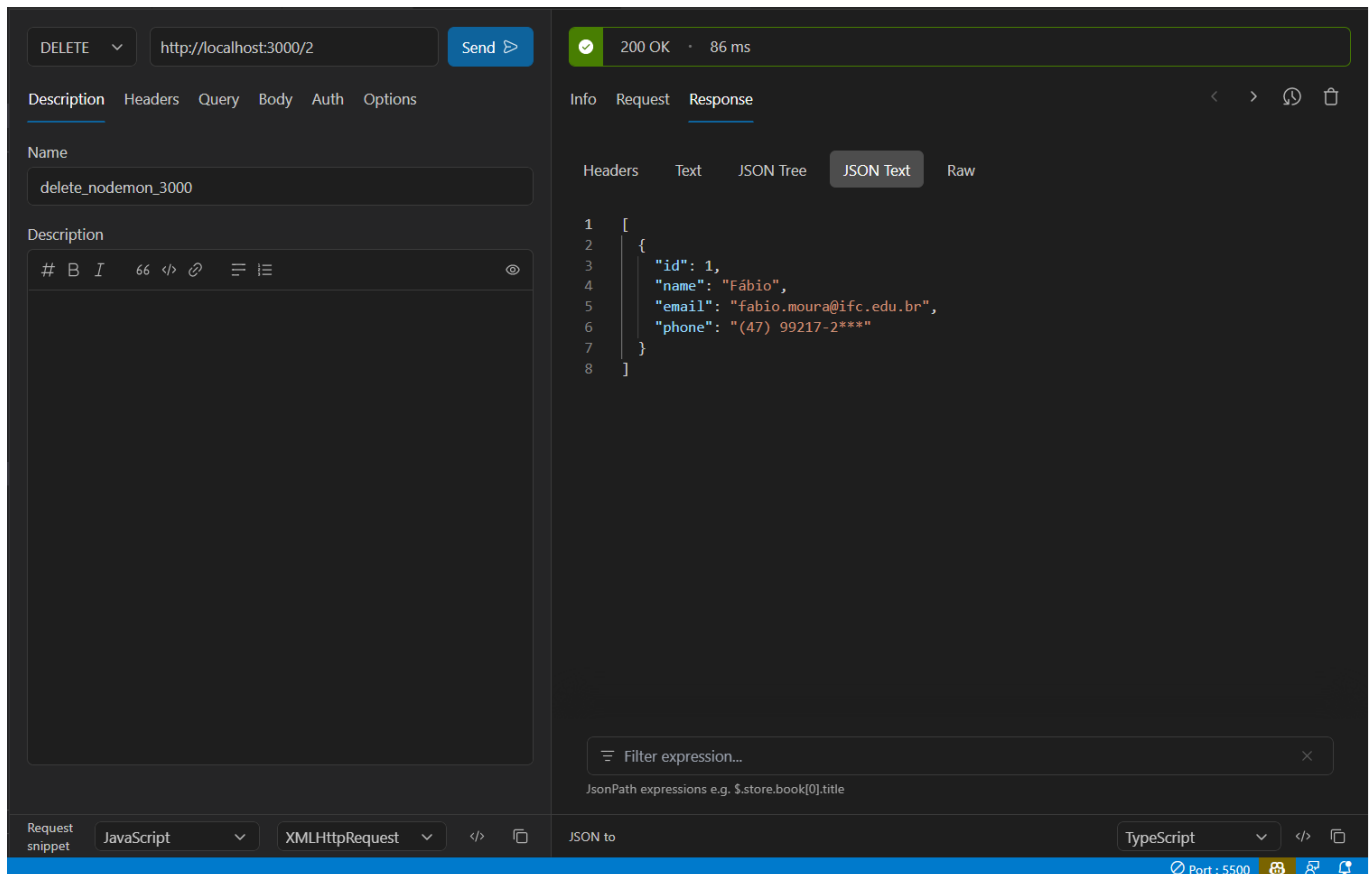 DELETE
http://localhost:3000/2
Send
Description Headers Query Body Auth Options
Name
delete_nodemon_3000
Description
# B I 66 </>
Request
snippet
JavaScript
XMLHttpRequest
</>
200 OK · 86 ms
Info Request Response
Headers Text JSON Tree JSON Text Raw
1 [
2 {
3 "id": 1,
4 "name": "Fábio",
5 "email": "fabio.moura@ifc.edu.br",
6 "phone": "(47) 99217-2***"
7 }
8 ]
Filter expression...
JsonPath expressions e.g. $.store.book[0].title
JSON to
TypeScript
</>
Port : 5500